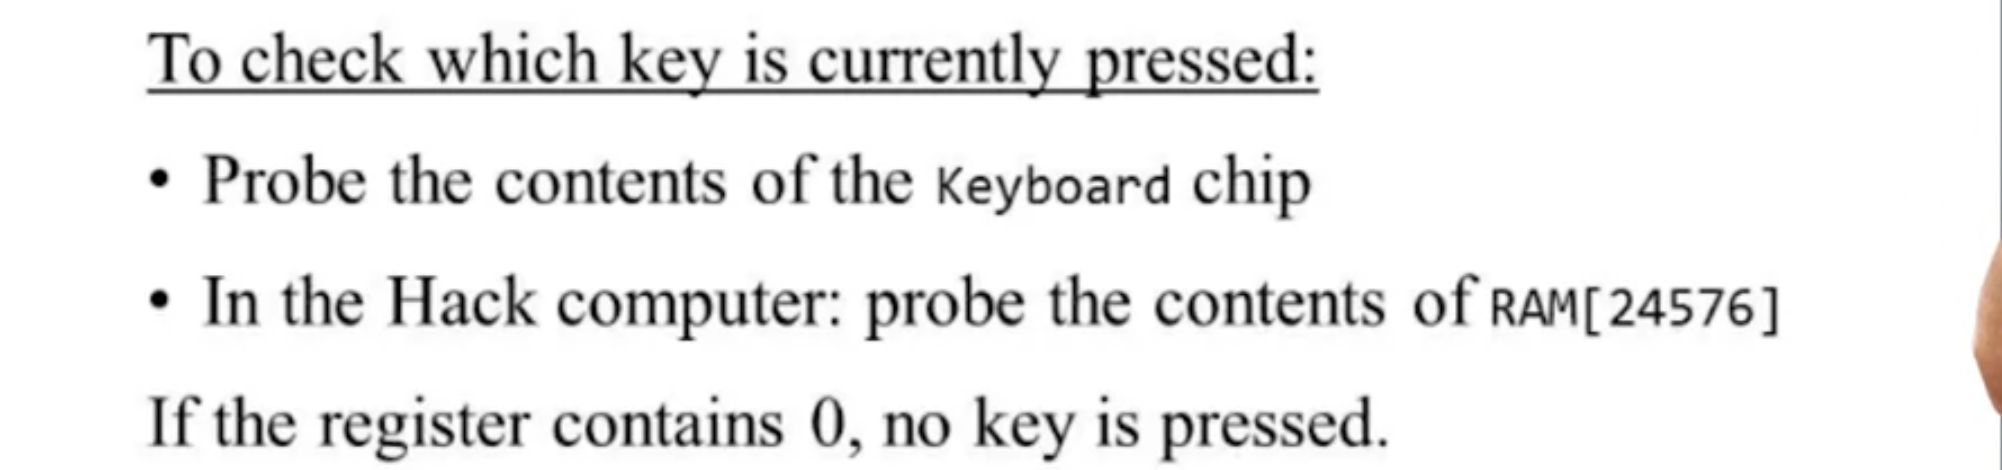 To check which key is currently pressed:
• Probe the contents of the Keyboard chip
• In the Hack computer: probe the contents of RAM[24576]
If the register contains 0, no key is pressed.